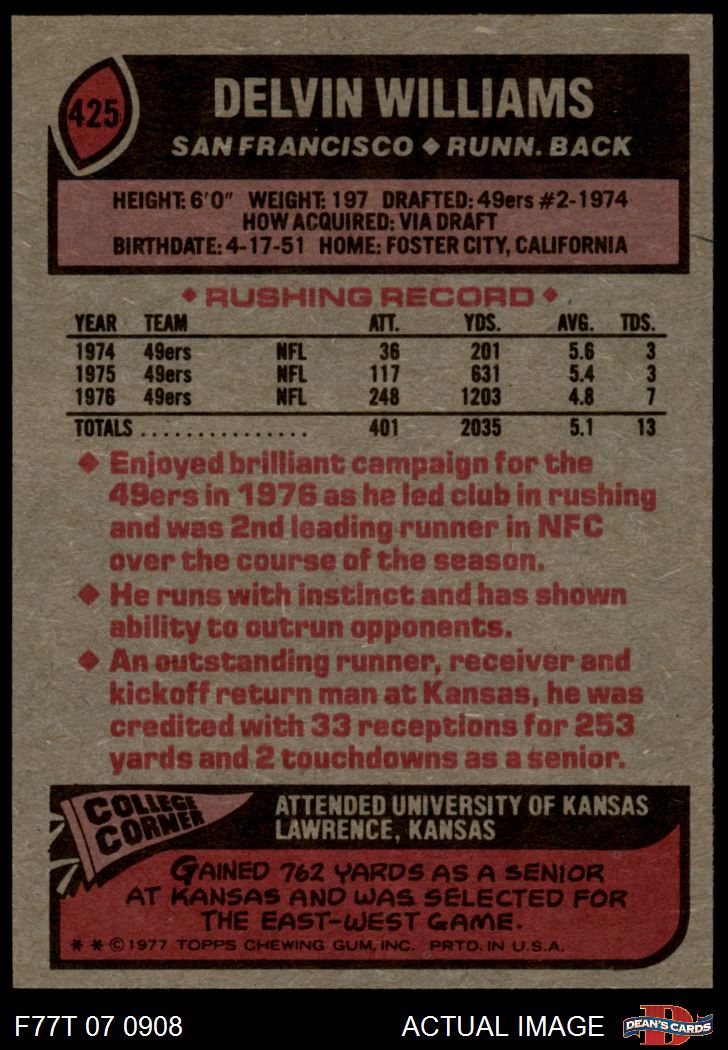 425
DELVIN WILLIAMS
SAN FRANCISCO ◆ RUNN. BACK
HEIGHT: 6'0" WEIGHT: 197 DRAFTED: 49ers #2-1974
HOW ACQUIRED: VIA DRAFT
BIRTHDATE: 4-17-51 HOME: FOSTER CITY, CALIFORNIA
◆ RUSHING RECORD ◆
YEAR TEAM ATT. YDS. AVG. TDS.
1974 49ers NFL 36 201 5.6 3
1975 49ers NFL 117 631 5.4 3
1976 49ers NFL 248 1203 4.8 7
TOTALS ................ 401 2035 5.1 13
◆ Enjoyed brilliant campaign for the
49ers in 1976 as he led club in rushing
and was 2nd leading runner in NFC
over the course of the season.
◆ He runs with instinct and has shown
ability to outrun opponents.
◆ An outstanding runner, receiver and
kickoff return man at Kansas, he was
credited with 33 receptions for 253
yards and 2 touchdowns as a senior.
COLLEGE
CORNER
ATTENDED UNIVERSITY OF KANSAS
LAWRENCE, KANSAS
GAINED 762 YARDS AS A SENIOR
AT KANSAS AND WAS SELECTED FOR
THE EAST-WEST GAME.
* * © 1977 TOPPS CHEWING GUM, INC. PRTD. IN U.S.A.
F77T 07 0908
ACTUAL IMAGE
D
DEAN'S CARDS